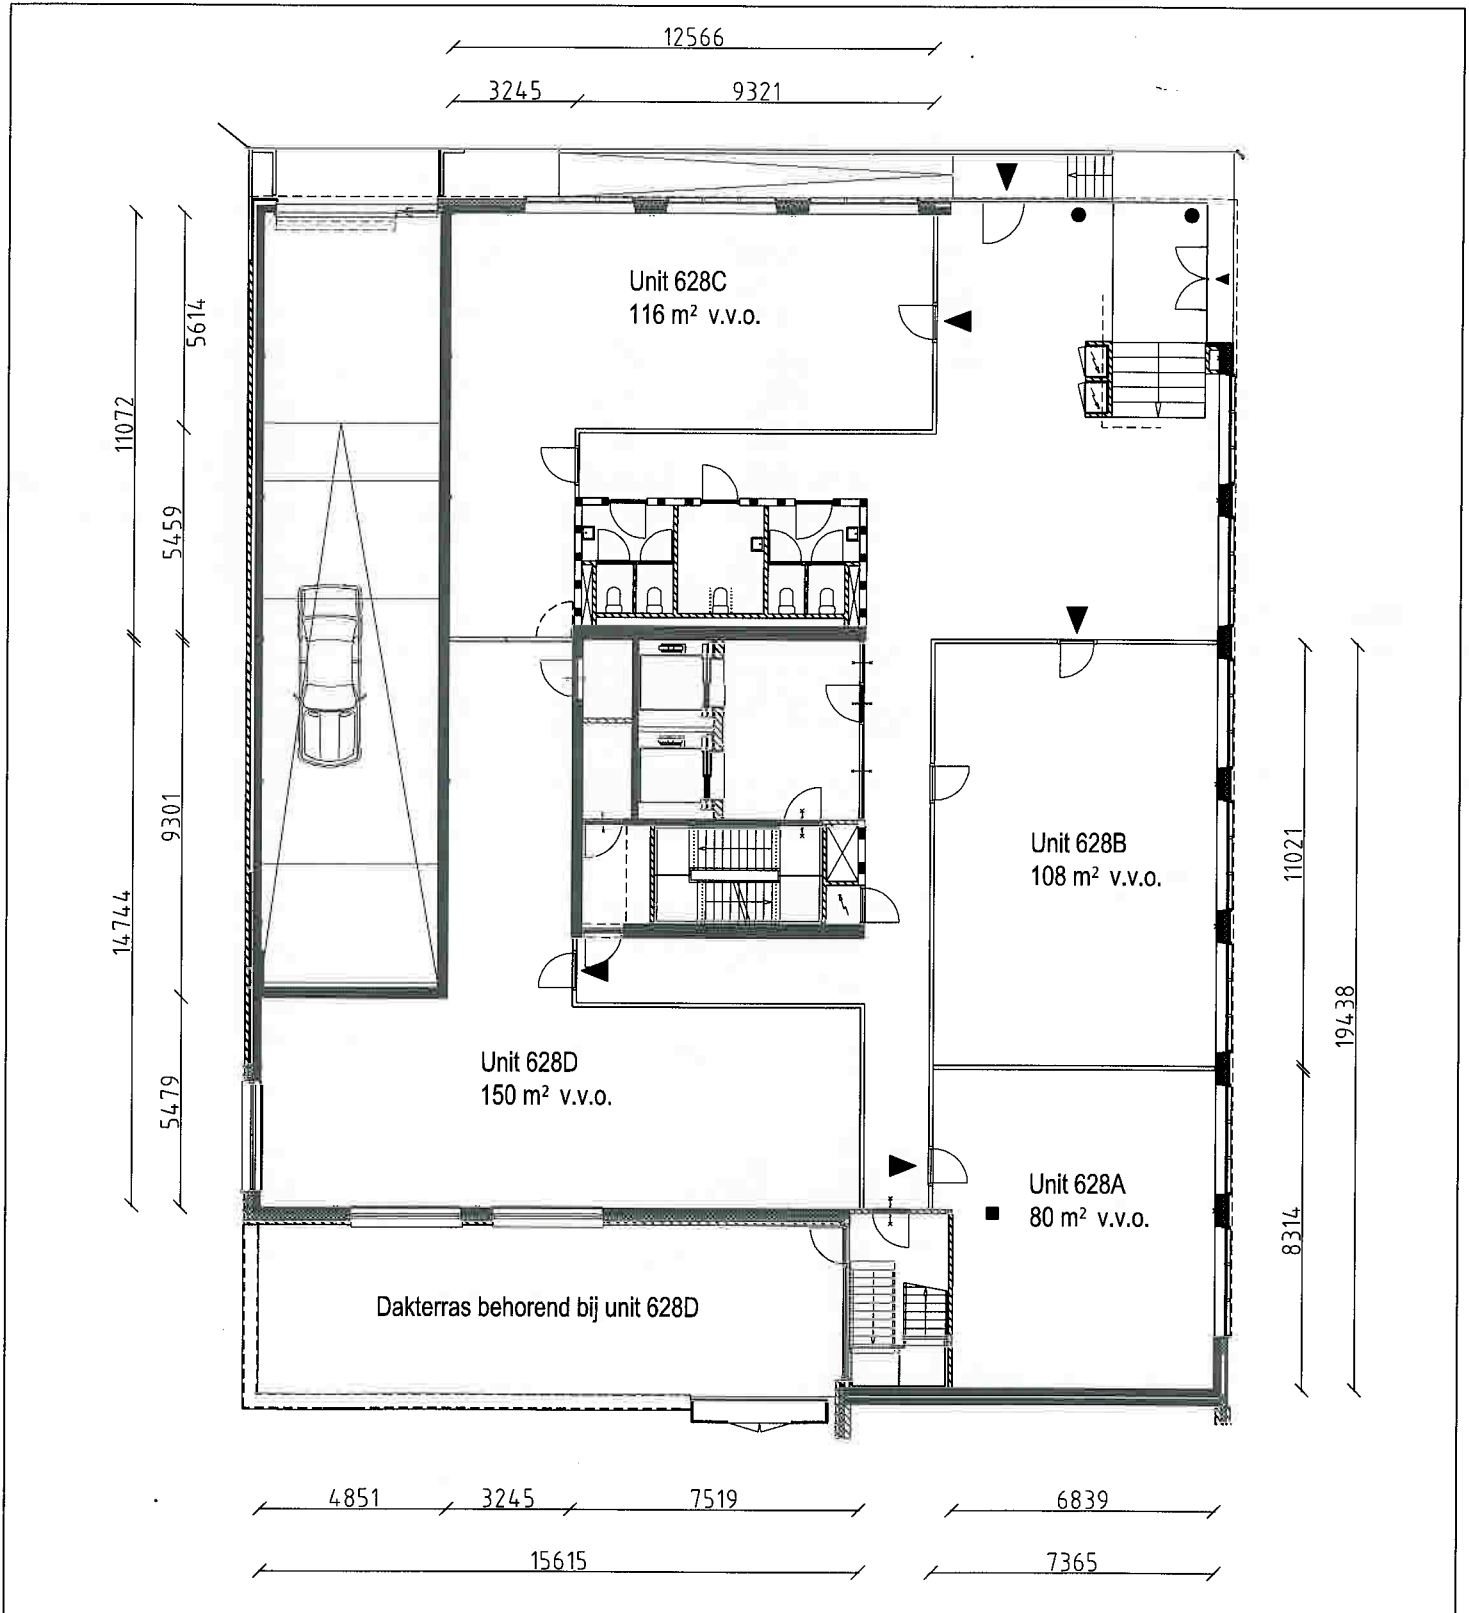 12566
3245
9321
Unit 628C
116 m² v.v.o.
5614
11072
5459
9301
14744
5479
Unit 628B
108 m² v.v.o.
11021
19438
8314
Unit 628D
150 m² v.v.o.
Unit 628A
80 m² v.v.o.
Dakterras behorend bij unit 628D
4851
3245
7519
6839
15615
7365